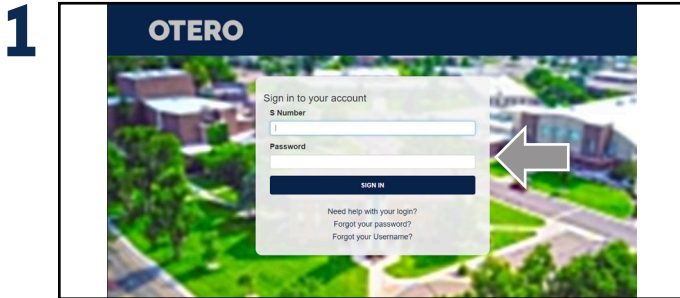 1
OTERO
Sign in to your account
S Number
Password
SIGN IN
Need help with your login?
Forgot your password?
Forgot your Username?